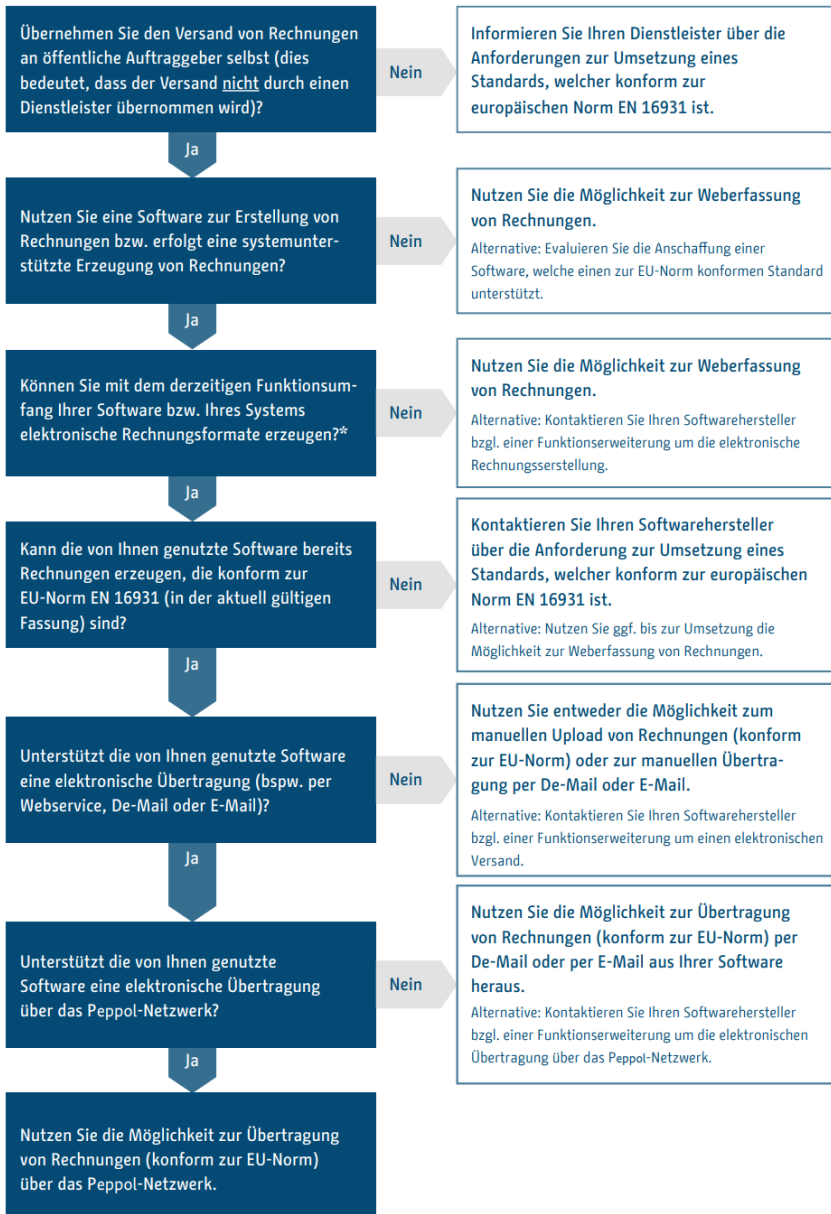 Übernehmen Sie den Versand von Rechnungen
an öffentliche Auftraggeber selbst (dies
bedeutet, dass der Versand nicht durch einen
Dienstleister übernommen wird)?
Nein
Informieren Sie Ihren Dienstleister über die
Anforderungen zur Umsetzung eines
Standards, welcher konform zur
europäischen Norm EN 16931 ist.
Ja
Nutzen Sie eine Software zur Erstellung von
Rechnungen bzw. erfolgt eine systemunter-
stützte Erzeugung von Rechnungen?
Nein
Nutzen Sie die Möglichkeit zur Weberfassung
von Rechnungen.
Alternative: Evaluieren Sie die Anschaffung einer
Software, welche einen zur EU-Norm konformen Standard
unterstützt.
Ja
Können Sie mit dem derzeitigen Funktionsum-
fang Ihrer Software bzw. Ihres Systems
elektronische Rechnungsformate erzeugen?*
Nein
Nutzen Sie die Möglichkeit zur Weberfassung
von Rechnungen.
Alternative: Kontaktieren Sie Ihren Softwarehersteller
bzgl. einer Funktionserweiterung um die elektronische
Rechnungsserstellung.
Ja
Kann die von Ihnen genutzte Software bereits
Rechnungen erzeugen, die konform zur
EU-Norm EN 16931 (in der aktuell gültigen
Fassung) sind?
Nein
Kontaktieren Sie Ihren Softwarehersteller
über die Anforderung zur Umsetzung eines
Standards, welcher konform zur europäischen
Norm EN 16931 ist.
Alternative: Nutzen Sie ggf. bis zur Umsetzung die
Möglichkeit zur Weberfassung von Rechnungen.
Ja
Unterstützt die von Ihnen genutzte Software
eine elektronische Übertragung (bspw. per
Webservice, De-Mail oder E-Mail)?
Nein
Nutzen Sie entweder die Möglichkeit zum
manuellen Upload von Rechnungen (konform
zur EU-Norm) oder zur manuellen Übertra-
gung per De-Mail oder E-Mail.
Alternative: Kontaktieren Sie Ihren Softwarehersteller
bzgl. einer Funktionserweiterung um einen elektronischen
Versand.
Ja
Unterstützt die von Ihnen genutzte
Software eine elektronische Übertragung
über das Peppol-Netzwerk?
Nein
Nutzen Sie die Möglichkeit zur Übertragung
von Rechnungen (konform zur EU-Norm) per
De-Mail oder per E-Mail aus Ihrer Software
heraus.
Alternative: Kontaktieren Sie Ihren Softwarehersteller
bzgl. einer Funktionserweiterung um die elektronischen
Übertragung über das Peppol-Netzwerk.
Ja
Nutzen Sie die Möglichkeit zur Übertragung
von Rechnungen (konform zur EU-Norm)
über das Peppol-Netzwerk.